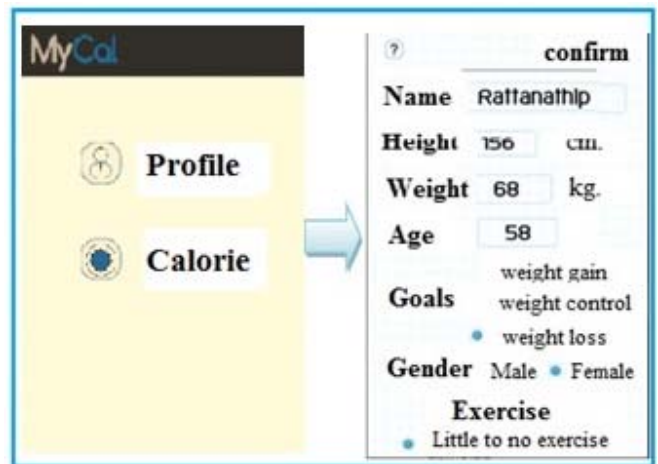 MyCal
Profile
Calorie
? confirm
Name Rattanathip
Height 156 cm.
Weight 68 kg.
Age 58
weight gain
Goals weight control
weight loss
Gender Male Female
Exercise
Little to no exercise